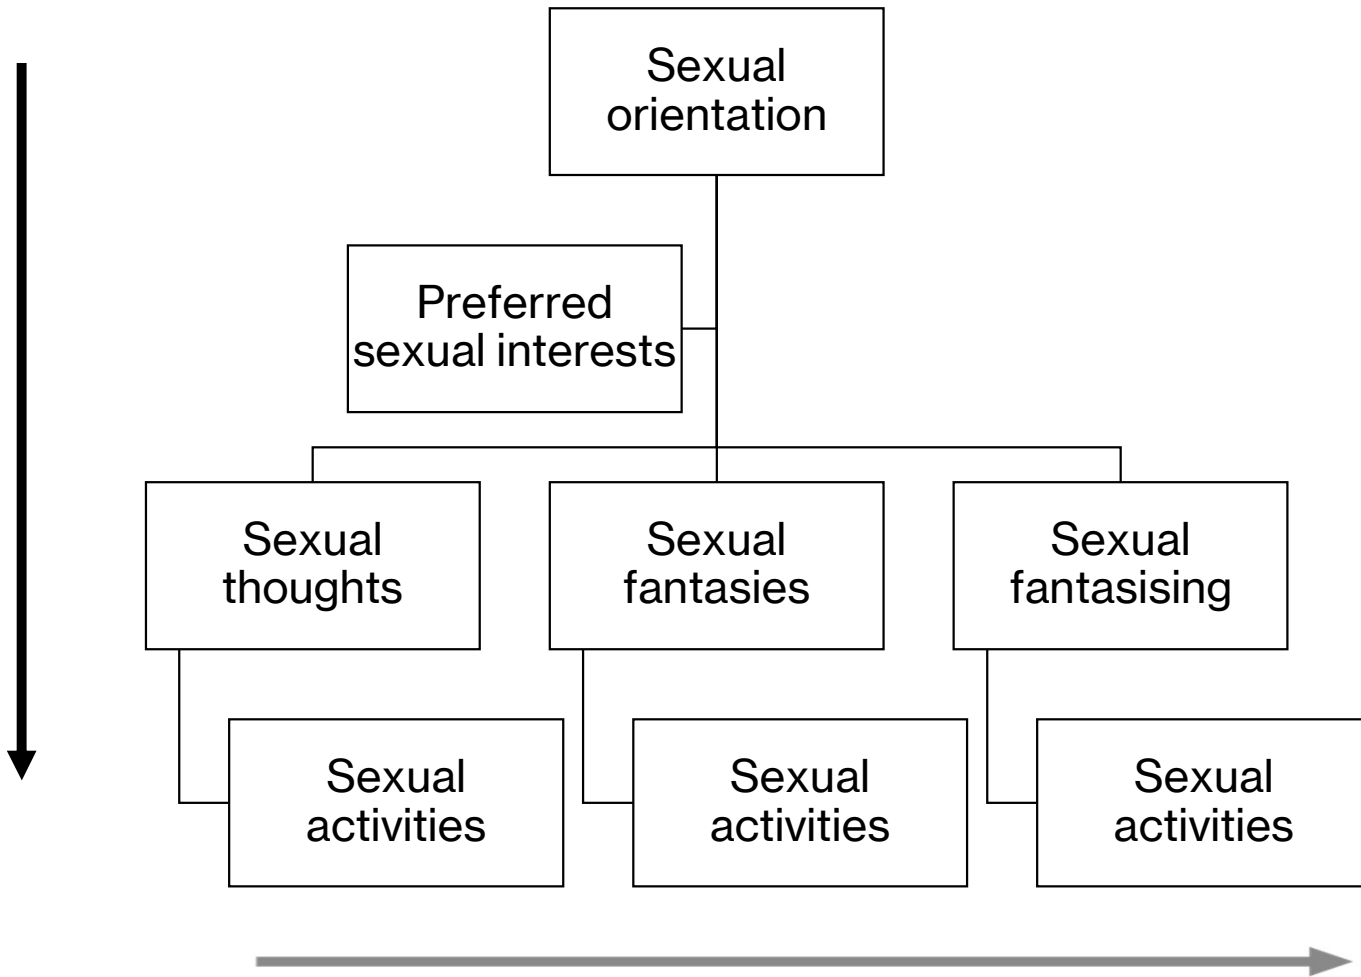 Sexual
orientation
Preferred
sexual interests
Sexual
thoughts
Sexual
fantasies
Sexual
fantasising
Sexual
activities
Sexual
activities
Sexual
activities